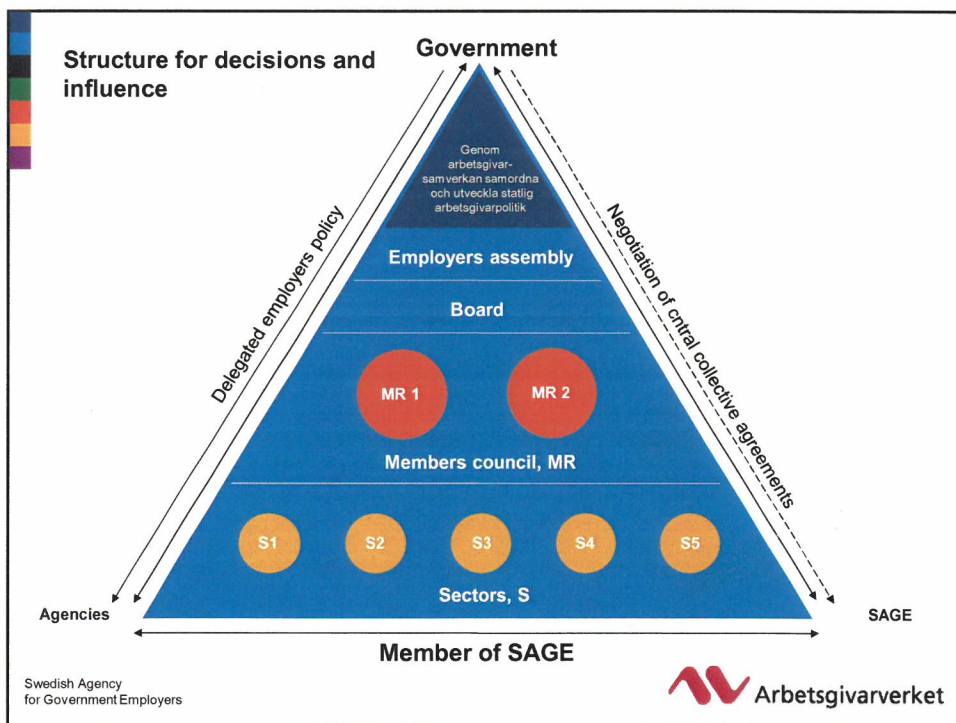 Structure for decisions and
influence
Government
Genom
arbetsgivar-
samverkan samordna
och utveckla statlig
arbetsgivarpolitik
Delegated employers policy
Negotiation of cntral collective agreements
Employers assembly
Board
MR 1
MR 2
Members council, MR
S1
S2
S3
S4
S5
Sectors, S
Agencies
SAGE
Member of SAGE
Swedish Agency
for Government Employers
Arbetsgivarverket